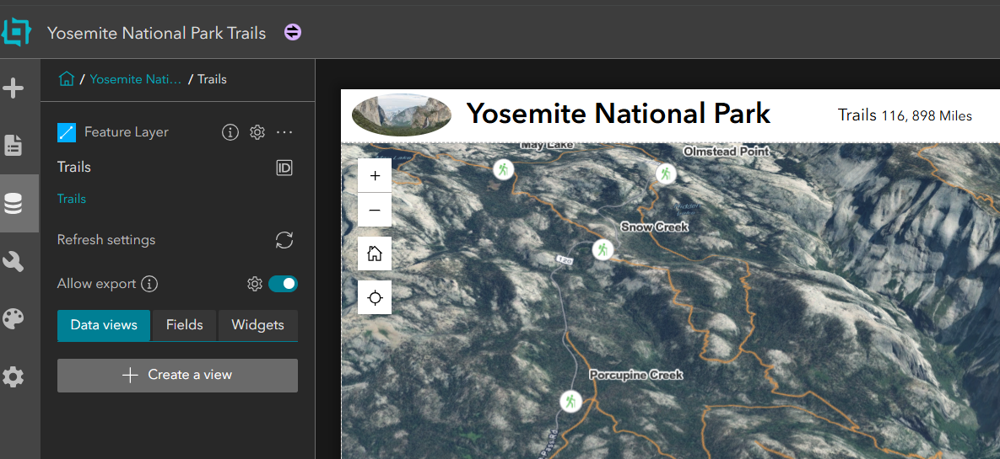 Yosemite National Park Trails
/ Yosemite Nati... / Trails
Feature Layer
Trails
ID
Trails
Refresh settings
Allow export
Data views Fields Widgets
Create a view
Yosemite National Park
Trails 116, 898 Miles
May Lake
Olmstead Point
Snow Creek
120
Porcupine Creek